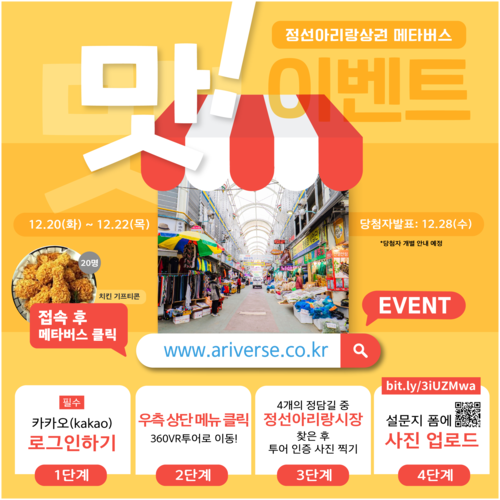 정선아리랑상권 메타버스
맛!
이벤트
12.20(화) ~ 12.22(목)
당첨자발표: 12.28(수)
*당첨자 개별 안내 예정
20명
치킨 기프티콘
접속 후
메타버스 클릭
EVENT
www.ariverse.co.kr
필수
카카오(kakao)
로그인하기
1단계
우측 상단 메뉴 클릭
360VR투어로 이동!
2단계
4개의 정담길 중
정선아리랑시장
찾은 후
투어 인증 사진 찍기
3단계
bit.ly/3iUZMwa
설문지 폼에
사진 업로드
4단계